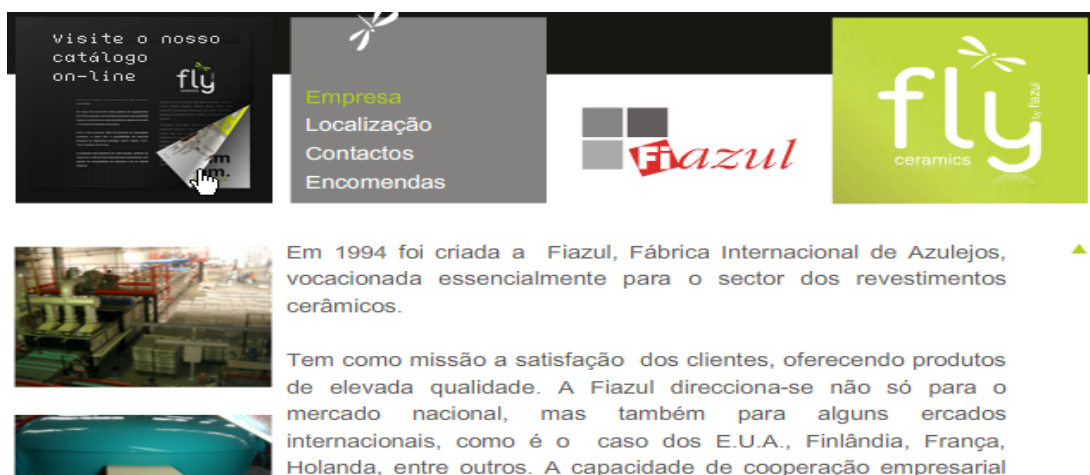 Visite o nosso
catálogo
on-line
fly
Empresa
Localização
Contactos
Encomendas
Fiazul
fly
by fiazul
ceramics
Em 1994 foi criada a Fiazul, Fábrica Internacional de Azulejos,
vocacionada essencialmente para o sector dos revestimentos
cerâmicos.
Tem como missão a satisfação dos clientes, oferecendo produtos
de elevada qualidade. A Fiazul direcciona-se não só para o
mercado nacional, mas também para alguns ercados
internacionais, como é o caso dos E.U.A., Finlândia, França,
Holanda, entre outros. A capacidade de cooperação empresarial